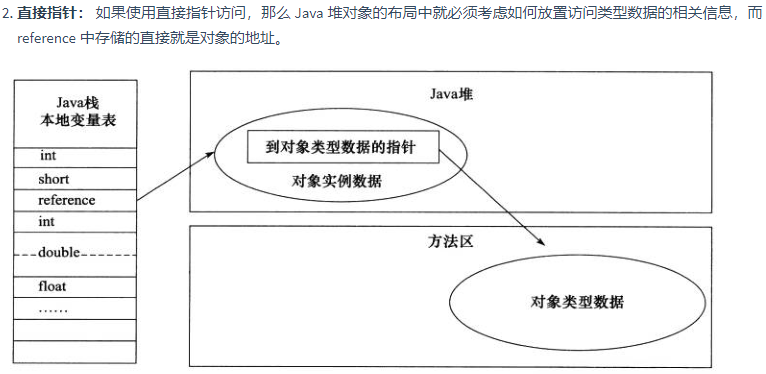 2. 直接指针： 如果使用直接指针访问，那么 Java 堆对象的布局中就必须考虑如何放置访问类型数据的相关信息，而
reference 中存储的直接就是对象的地址。
Java栈
本地变量表
int
short
reference
int
double
float
……
Java堆
到对象类型数据的指针
对象实例数据
方法区
对象类型数据